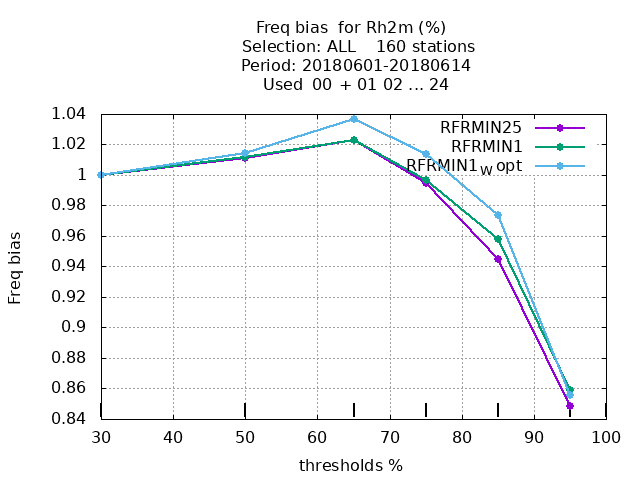 Freq bias  for Rh2m (%)
Selection: ALL    160 stations
Period: 20180601-20180614
Used  00  + 01 02 ... 24
1.04
1.02
1
0.98
0.96
0.94
0.92
0.9
0.88
0.86
0.84
Freq bias
RFRMIN25
RFRMIN1
RFRMIN1W opt
30 40 50 60 70 80 90 100
thresholds %